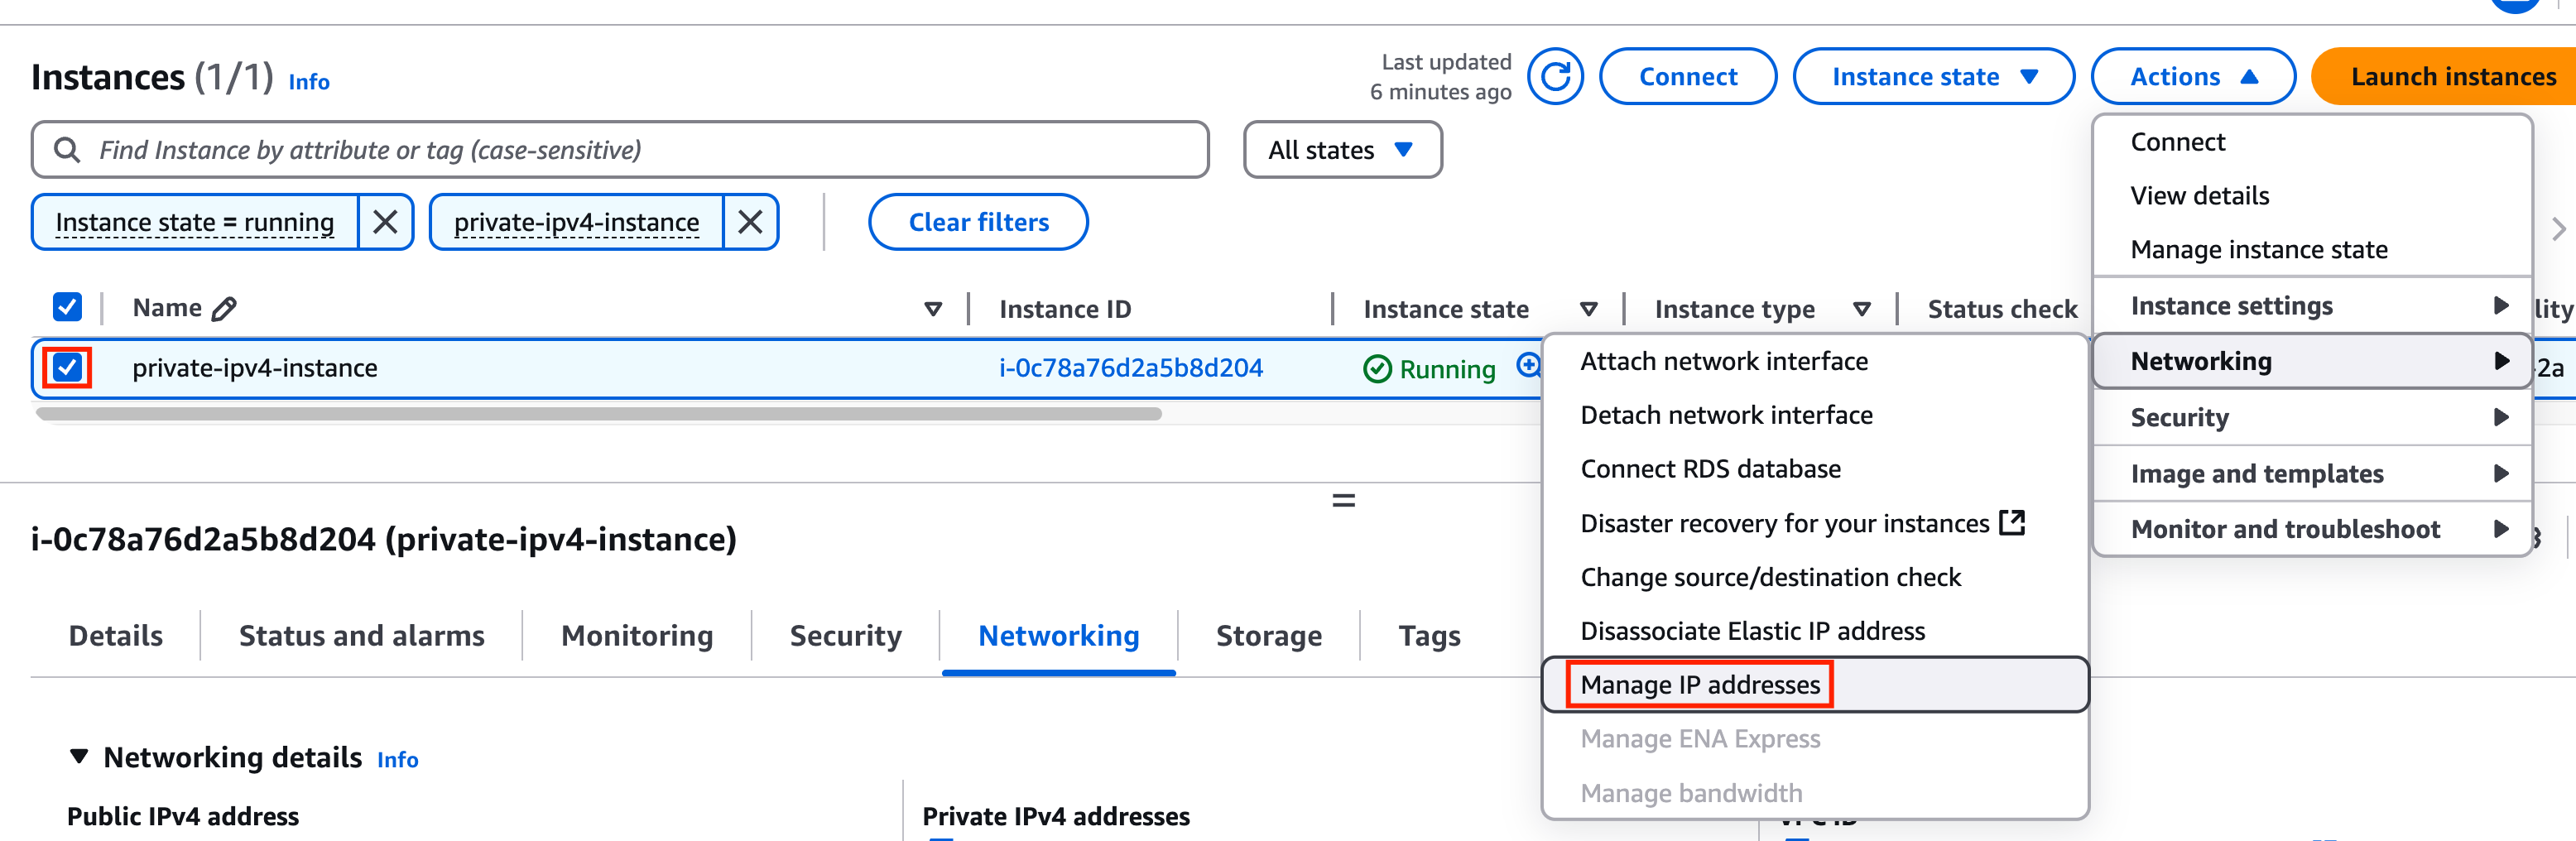 Instances (1/1) Info
Last updated
6 minutes ago
Connect
Instance state
Actions
Launch instances
Find Instance by attribute or tag (case-sensitive)
All states
Instance state = running
private-ipv4-instance
Clear filters
Name
Instance ID
Instance state
Instance type
Status check
private-ipv4-instance
i-0c78a76d2a5b8d204
Running
Connect
View details
Manage instance state
Instance settings
Networking
Security
Image and templates
Monitor and troubleshoot
Attach network interface
Detach network interface
Connect RDS database
Disaster recovery for your instances
Change source/destination check
Disassociate Elastic IP address
Manage IP addresses
Manage ENA Express
Manage bandwidth
i-0c78a76d2a5b8d204 (private-ipv4-instance)
Details
Status and alarms
Monitoring
Security
Networking
Storage
Tags
Networking details Info
Public IPv4 address
Private IPv4 addresses